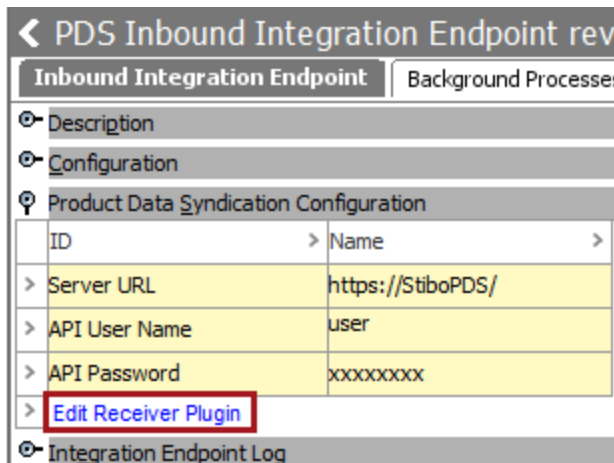 PDS Inbound Integration Endpoint rev
Inbound Integration Endpoint Background Processes
Description
Configuration
Product Data Syndication Configuration
ID > Name >
> Server URL https://StiboPDS/
> API User Name user
> API Password xxxxxxxx
> Edit Receiver Plugin
Integration Endpoint Log